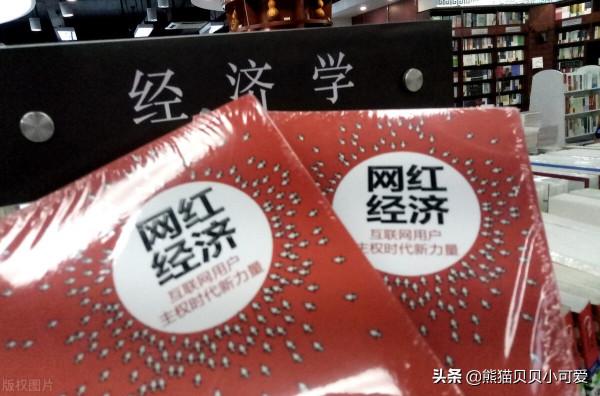 经济学
网红
经济
互联网用户
主权时代新力量
网红
经济
互联网用户
主权时代新力量
版权图片
头条 @熊猫贝贝小可爱